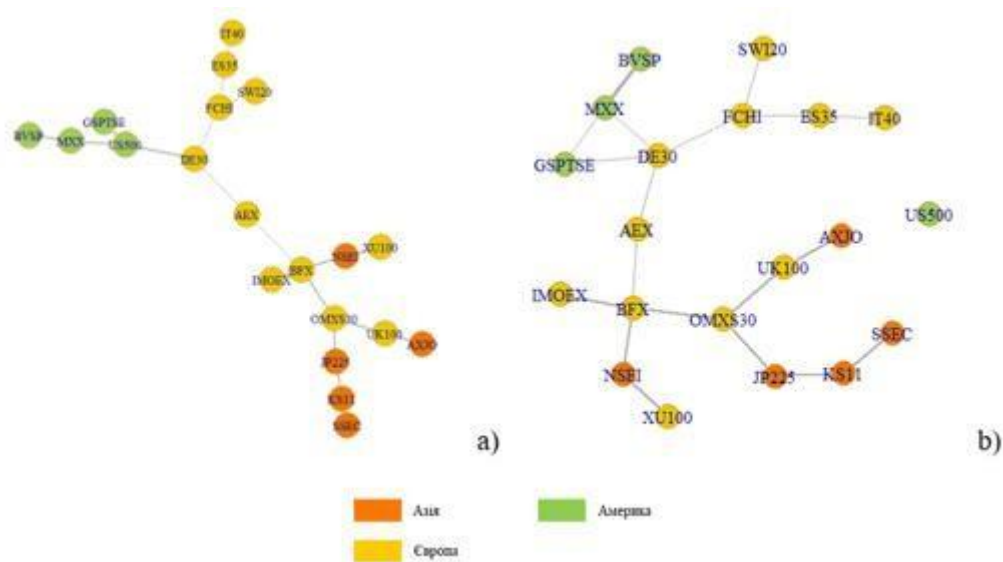 IT40
ES35
SWI20
FCHI
GSPTSE
BVSP
MXX
US500
DE30
AEX
XU100
NSEI
BFX
IMOEX
OMXS30
UK100
AXJO
JP225
KS11
SSEC
a)
SWI20
BVSP
MXX
FCHI
ES35
IT40
GSPTSE
DE30
US500
AEX
AXJO
UK100
IMOEX
BFX
OMXS30
SSEC
NSEI
JP225
KS11
XU100
b)
Азія
Америка
Європа